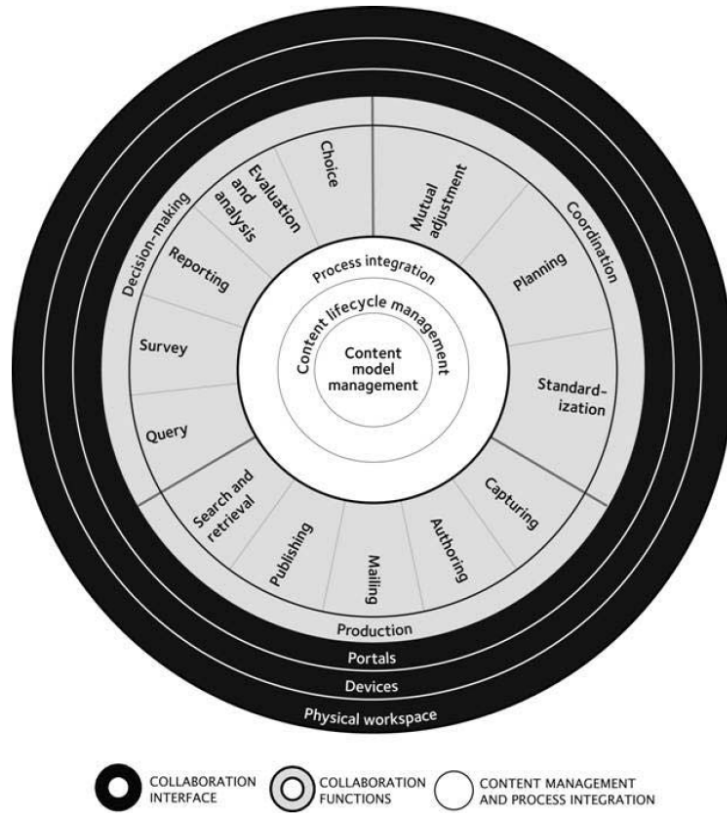 Decision-making
Coordination
Production
Choice
Evaluation
and
analysis
Reporting
Survey
Query
Mutual
adjustment
Planning
Standard-
ization
Capturing
Authoring
Mailing
Publishing
Search and
retrieval
Process integration
Content lifecycle management
Content
model
management
Portals
Devices
Physical workspace
COLLABORATION
INTERFACE
COLLABORATION
FUNCTIONS
CONTENT MANAGEMENT
AND PROCESS INTEGRATION